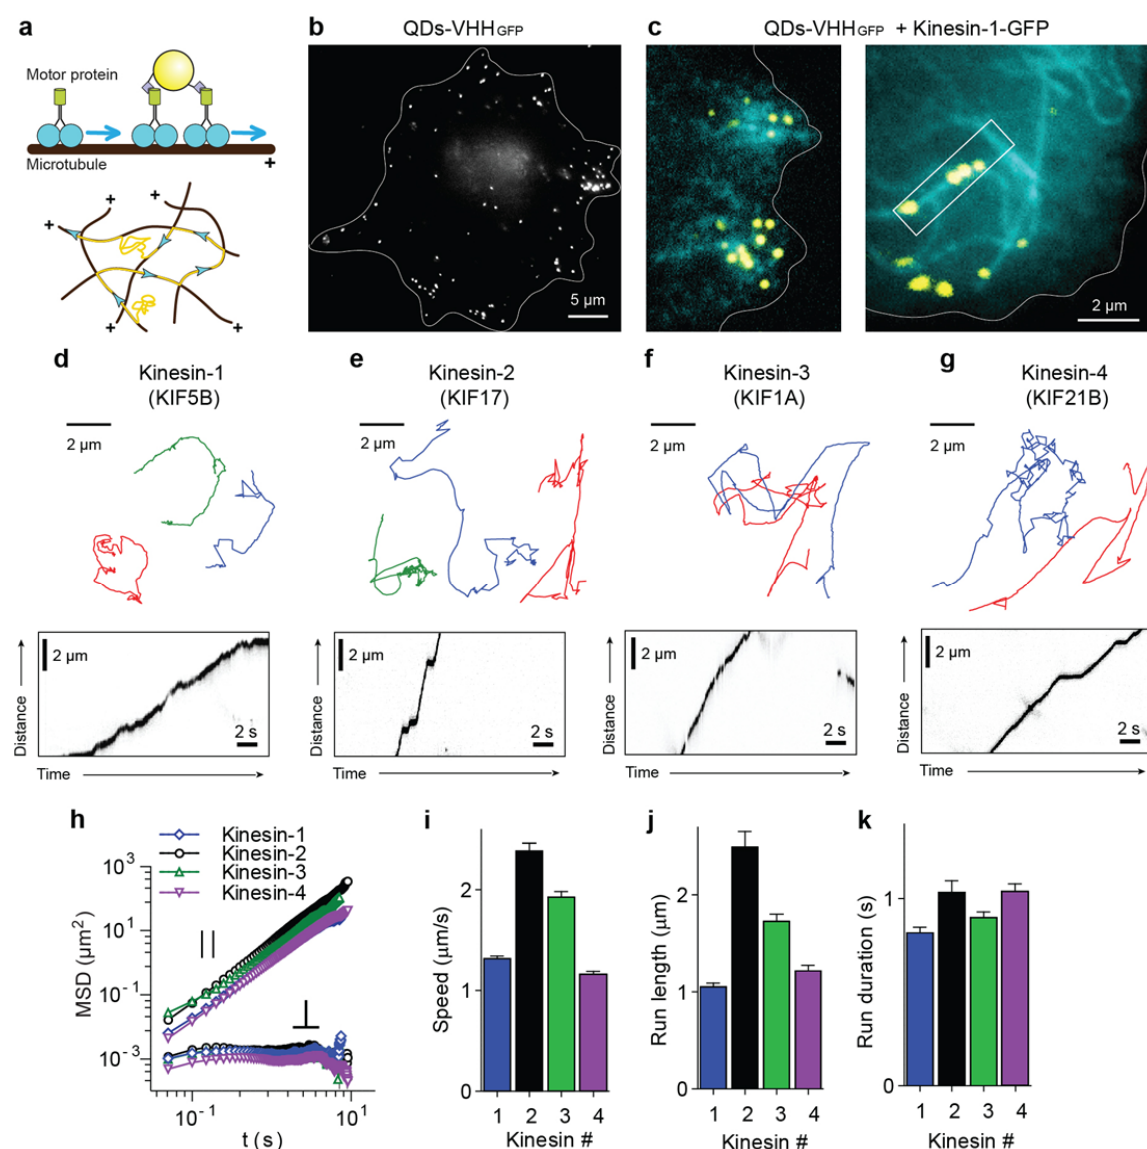 a
Motor protein
Microtubule
+
+
+
+
+
+
b
QDs-VHHGFP
5 µm
c
QDs-VHHGFP + Kinesin-1-GFP
2 µm
d
Kinesin-1
(KIF5B)
2 µm
e
Kinesin-2
(KIF17)
2 µm
f
Kinesin-3
(KIF1A)
2 µm
g
Kinesin-4
(KIF21B)
2 µm
Distance
2 µm
2 s
Time
Distance
2 µm
2 s
Time
Distance
2 µm
2 s
Time
Distance
2 µm
2 s
Time
h
Kinesin-1
Kinesin-2
Kinesin-3
Kinesin-4
MSD (µm²)
10³
10¹
10⁻¹
10⁻³
||
⊥
10⁻¹
10¹
t (s)
i
Speed (µm/s)
2
1
0
1 2 3 4
Kinesin #
j
Run length (µm)
2
1
0
1 2 3 4
Kinesin #
k
Run duration (s)
1
0
1 2 3 4
Kinesin #